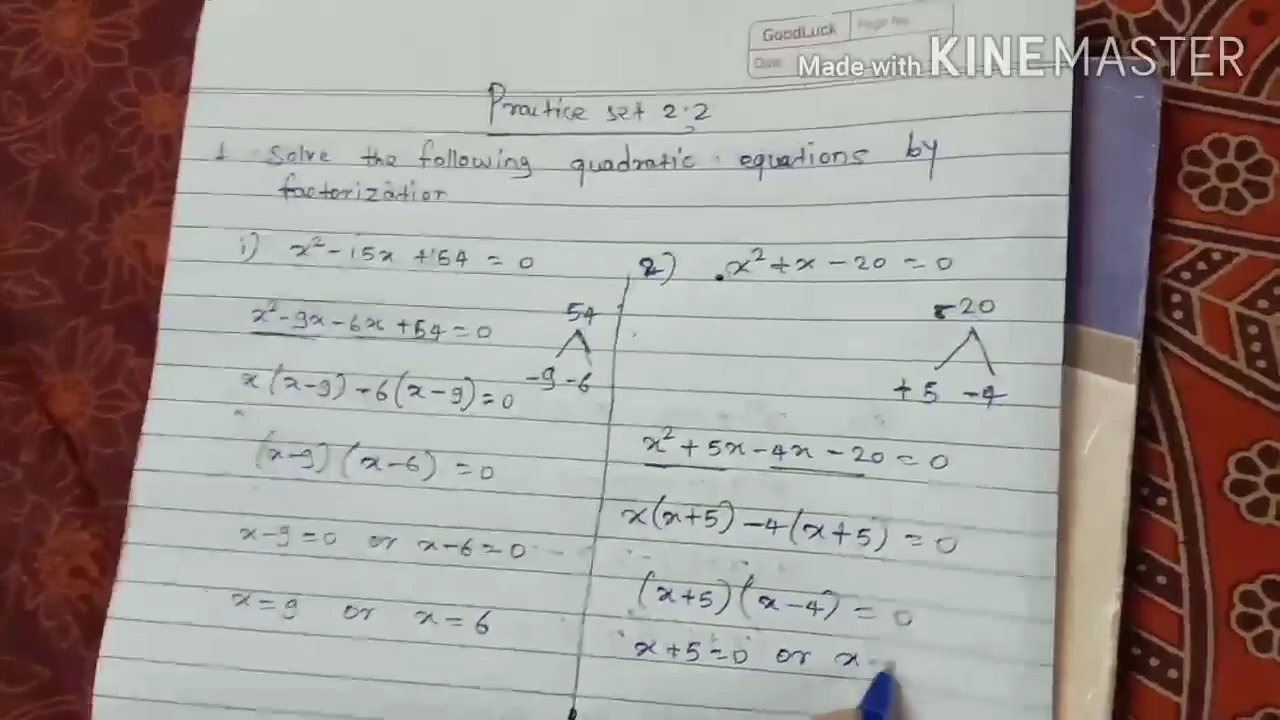 GoodLuck Page No
Date
Made with KINEMASTER
Practice set 2.2
1 Solve the following quadratic equations by
factorization
i) x² - 15x + 54 = 0
x² - 9x - 6x + 54 = 0
54
-9 -6
x(x-9) - 6(x-9) = 0
(x-9) (x-6) = 0
x-9 = 0 or x-6 = 0
x = 9 or x = 6
2) x² + x - 20 = 0
-20
+5 -4
x² + 5x - 4x - 20 = 0
x(x+5) - 4(x+5) = 0
(x+5) (x-4) = 0
x+5 = 0 or x -